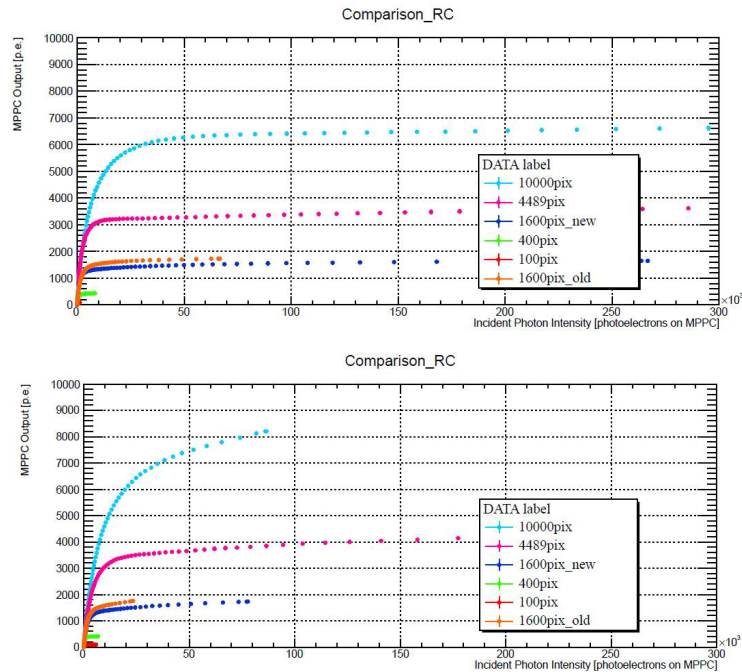 Comparison_RC
MPPC Output [p.e.]
10000
9000
8000
7000
6000
5000
4000
3000
2000
1000
0
DATA label
10000pix
4489pix
1600pix_new
400pix
100pix
1600pix_old
0
50
100
150
200
250
300
×10³
Incident Photon Intensity [photoelectrons on MPPC]
Comparison_RC
MPPC Output [p.e.]
10000
9000
8000
7000
6000
5000
4000
3000
2000
1000
0
DATA label
10000pix
4489pix
1600pix_new
400pix
100pix
1600pix_old
0
50
100
150
200
250
300
×10³
Incident Photon Intensity [photoelectrons on MPPC]